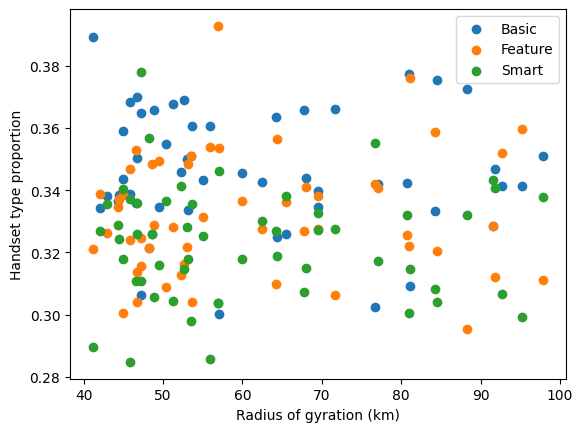 Basic
Feature
Smart
Handset type proportion
0.38
0.36
0.34
0.32
0.30
0.28
40 50 60 70 80 90 100
Radius of gyration (km)